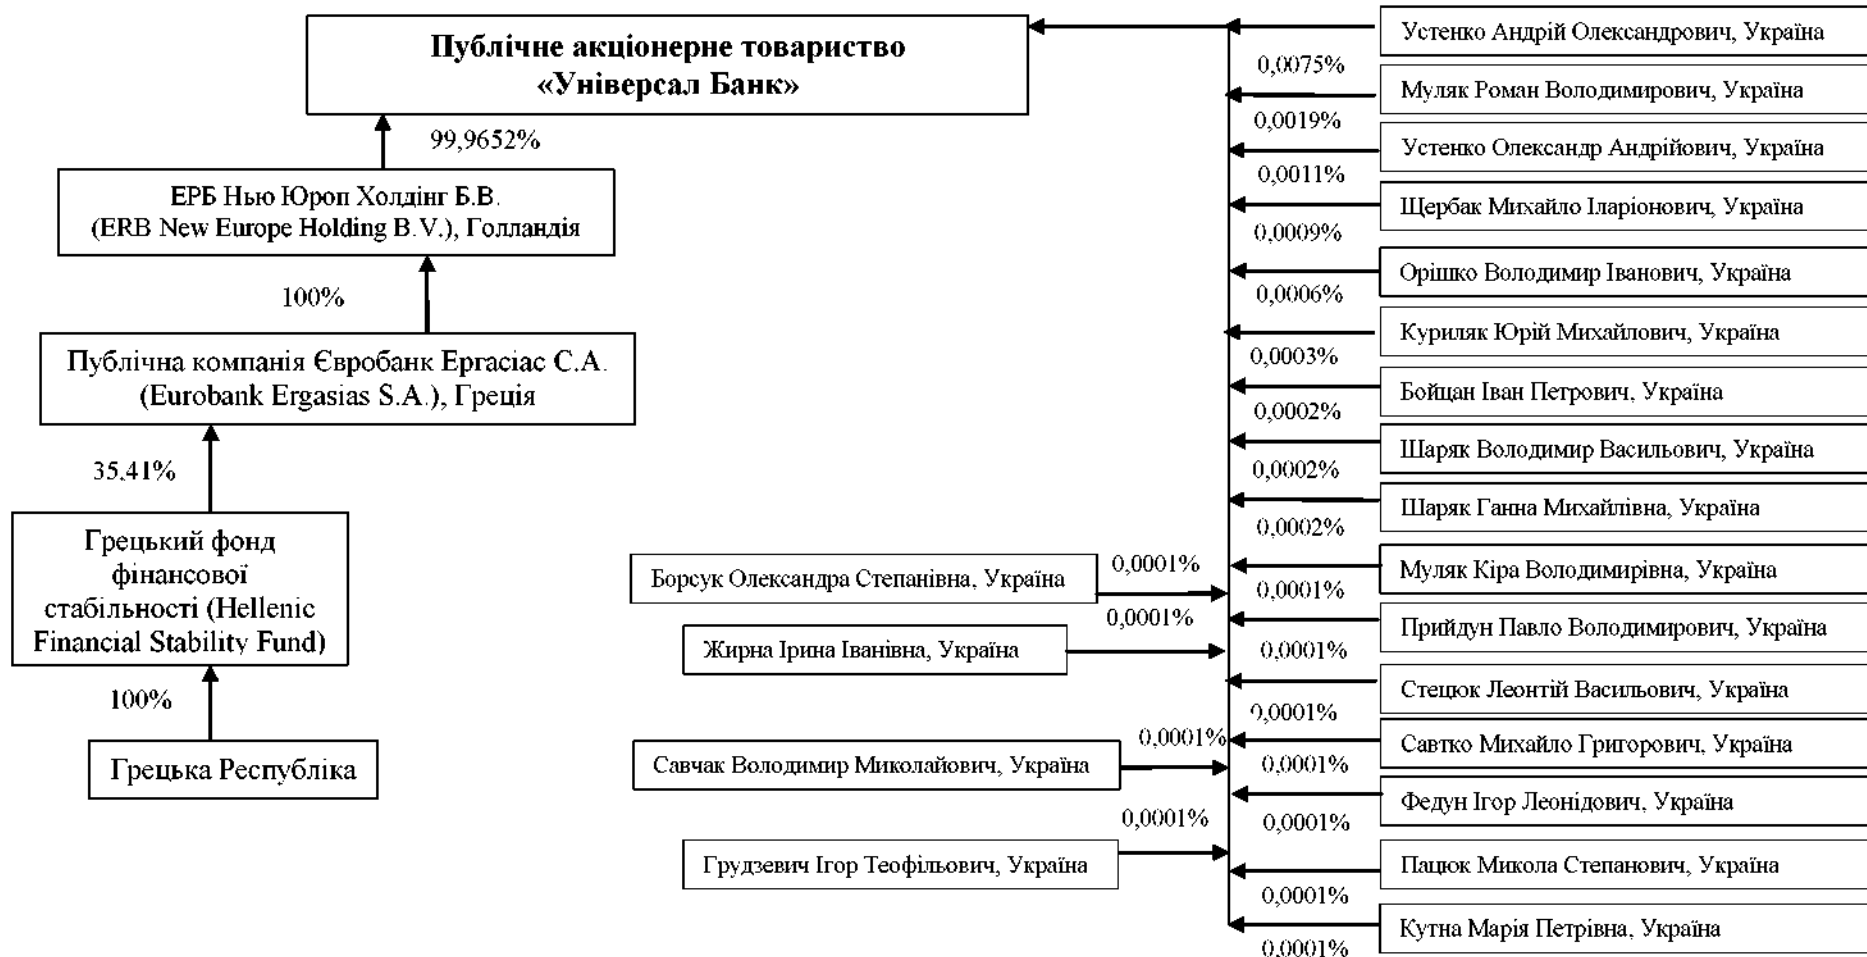 Публічне акціонерне товариство
«Універсал Банк»
99,9652%
ЕРБ Нью Юроп Холдінг Б.В.
(ERB New Europe Holding B.V.), Голландія
100%
Публічна компанія Євробанк Ергасіас С.А.
(Eurobank Ergasias S.A.), Греція
35,41%
Грецький фонд
фінансової
стабільності (Hellenic
Financial Stability Fund)
100%
Грецька Республіка
Борсук Олександра Степанівна, Україна
0,0001%
Жирна Ірина Іванівна, Україна
0,0001%
Савчак Володимир Миколайович, Україна
0,0001%
Грудзевич Ігор Теофільович, Україна
0,0001%
Устенко Андрій Олександрович, Україна
0,0075%
Муляк Роман Володимирович, Україна
0,0019%
Устенко Олександр Андрійович, Україна
0,0011%
Щербак Михайло Іларіонович, Україна
0,0009%
Орішко Володимир Іванович, Україна
0,0006%
Куриляк Юрій Михайлович, Україна
0,0003%
Бойцан Іван Петрович, Україна
0,0002%
Шаряк Володимир Васильович, Україна
0,0002%
Шаряк Ганна Михайлівна, Україна
0,0002%
Муляк Кіра Володимирівна, Україна
0,0001%
Прийдун Павло Володимирович, Україна
0,0001%
Стецюк Леонтій Васильович, Україна
0,0001%
Савтко Михайло Григорович, Україна
0,0001%
Федун Ігор Леонідович, Україна
0,0001%
Пацюк Микола Степанович, Україна
0,0001%
Кутна Марія Петрівна, Україна
0,0001%